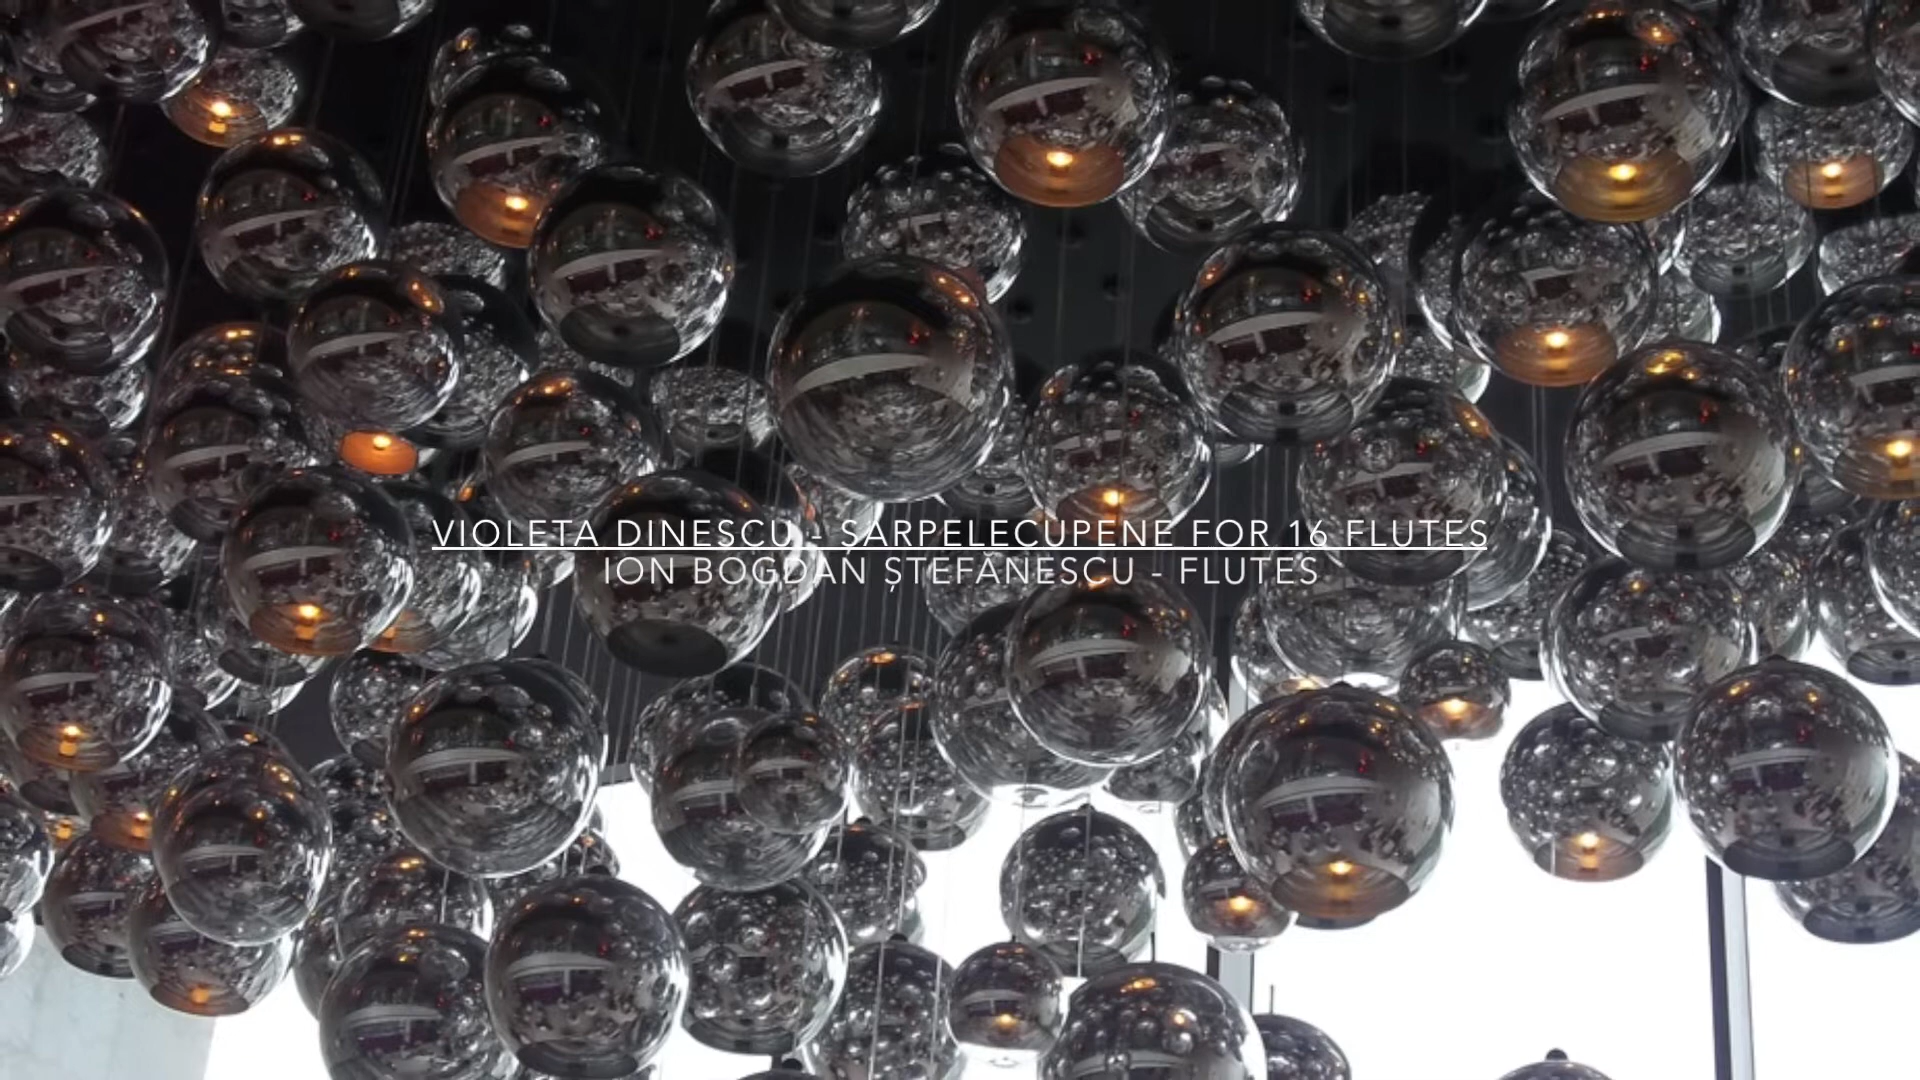 VIOLETA DINESCU - ȘARPELECUPENE FOR 16 FLUTES
ION BOGDAN ȘTEFĂNESCU - FLUTES